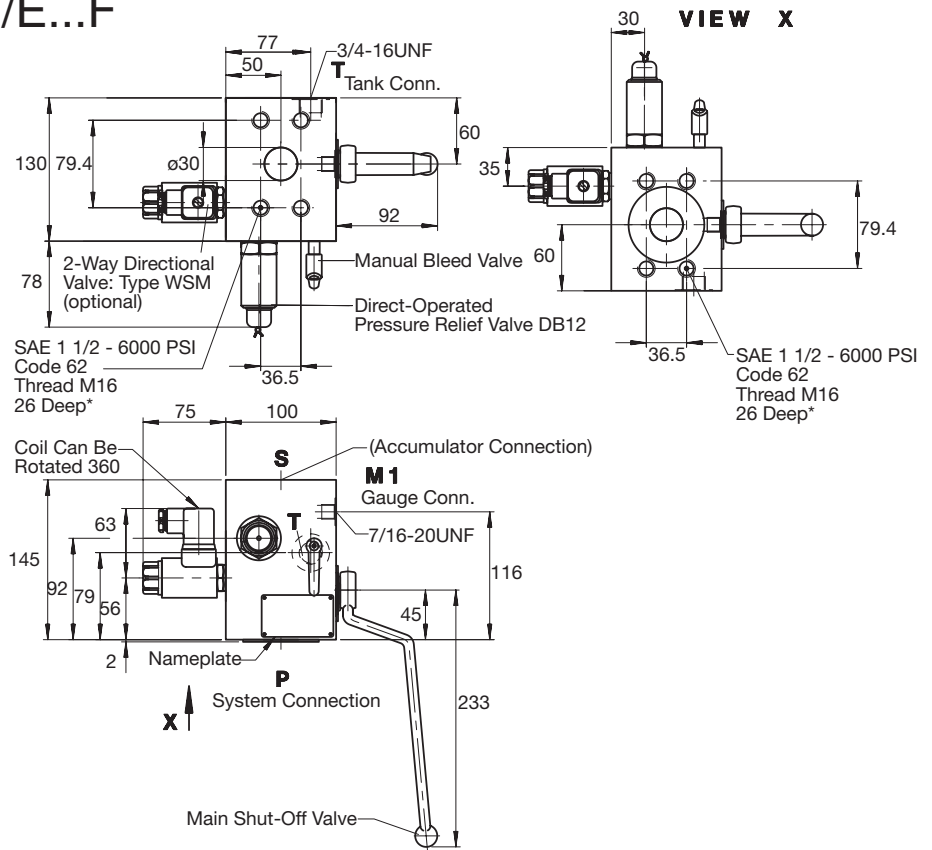 /E...F
VIEW X
77
50
3/4-16UNF
T
Tank Conn.
30
130
79.4
ø30
60
92
35
60
79.4
78
2-Way Directional
Valve: Type WSM
(optional)
Manual Bleed Valve
Direct-Operated
Pressure Relief Valve DB12
SAE 1 1/2 - 6000 PSI
Code 62
Thread M16
26 Deep*
36.5
36.5
SAE 1 1/2 - 6000 PSI
Code 62
Thread M16
26 Deep*
75
100
Coil Can Be
Rotated 360
S
(Accumulator Connection)
M1
Gauge Conn.
7/16-20UNF
T
63
145
92
79
56
116
45
2
Nameplate
P
System Connection
X
233
Main Shut-Off Valve